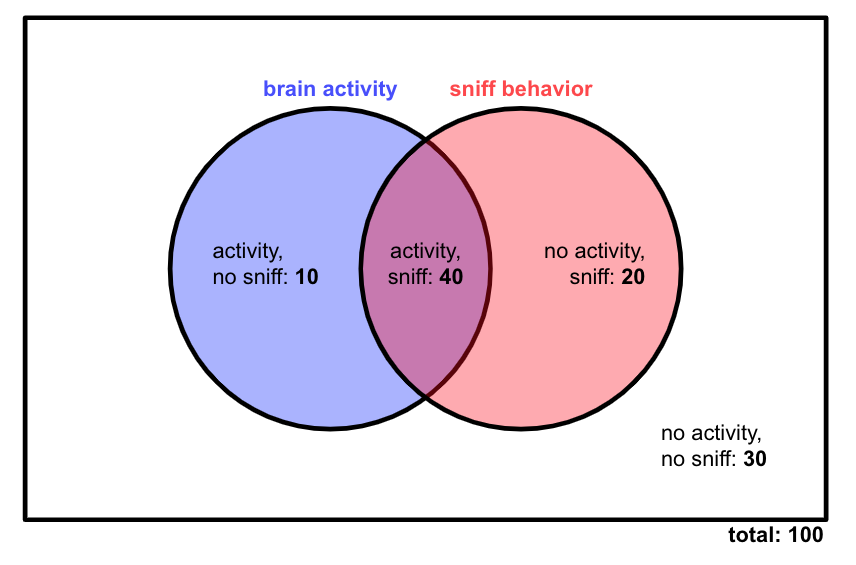 brain activity
sniff behavior
activity,
no sniff: 10
activity,
sniff: 40
no activity,
sniff: 20
no activity,
no sniff: 30
total: 100